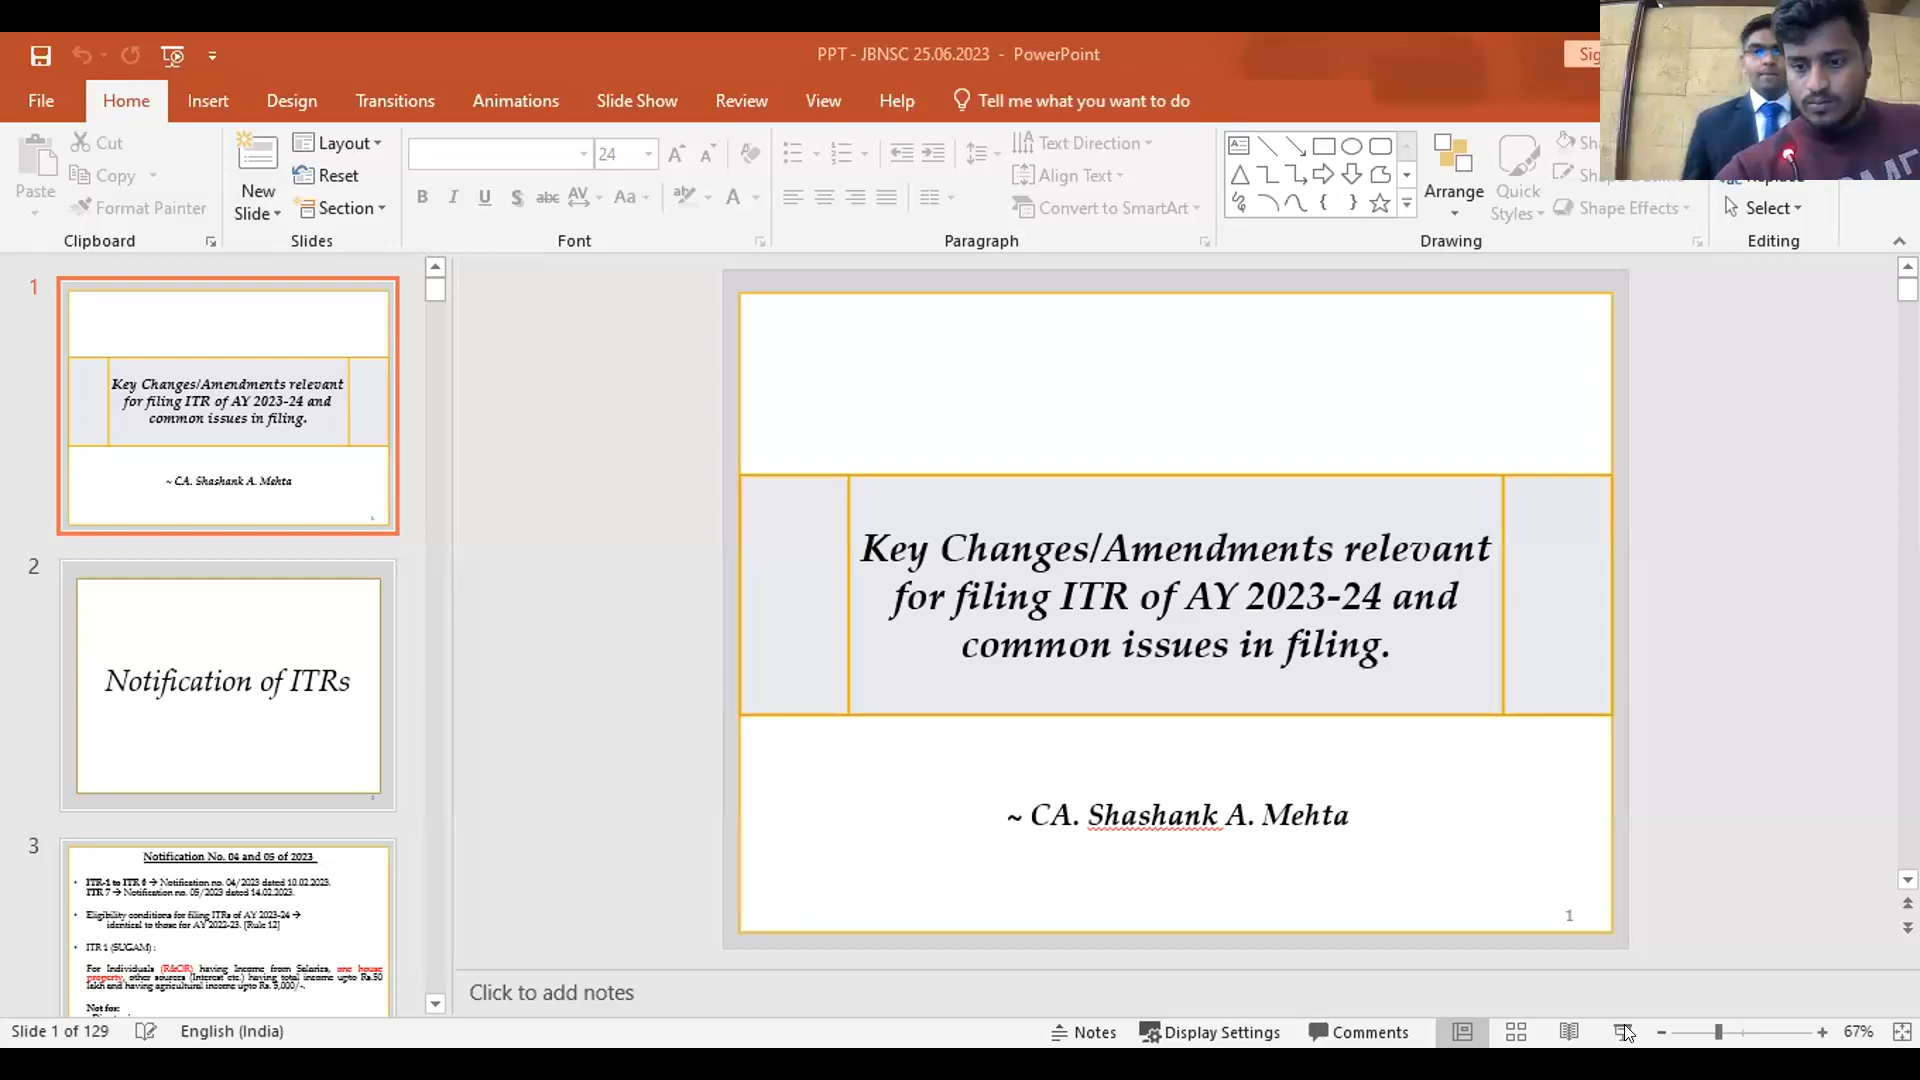 PPT - JBNSC 25.06.2023 - PowerPoint
File Home Insert Design Transitions Animations Slide Show Review View Help Tell me what you want to do
Paste
Cut
Copy
Format Painter
Clipboard
New
Slide
Layout
Reset
Section
Slides
24
B I U S abc AV Aa A
Font
Text Direction
Align Text
Convert to SmartArt
Paragraph
Arrange
Quick
Styles
Shape Effects
Drawing
Select
Editing
1
Key Changes/Amendments relevant
for filing ITR of AY 2023-24 and
common issues in filing.
~ CA. Shashank A. Mehta
2
Notification of ITRs
3
Notification No. 04 and 05 of 2023
• ITR-1 to ITR 6 → Notification no. 04/2023 dated 10.02.2023.
ITR 7 → Notification no. 05/2023 dated 14.02.2023.
• Eligibility conditions for filing ITRs of AY 2023-24 →
identical to those for AY 2022-23. [Rule 12]
• ITR 1 (SUGAM) :
For Individuals (R&OR) having Income from Salaries, one house
property, other sources (Interest etc.) having total income upto Rs.50
lakh and having agricultural income upto Rs. 5,000/-.
Not for:
Key Changes/Amendments relevant
for filing ITR of AY 2023-24 and
common issues in filing.
~ CA. Shashank A. Mehta
1
Click to add notes
Slide 1 of 129 English (India) Notes Display Settings Comments 67%